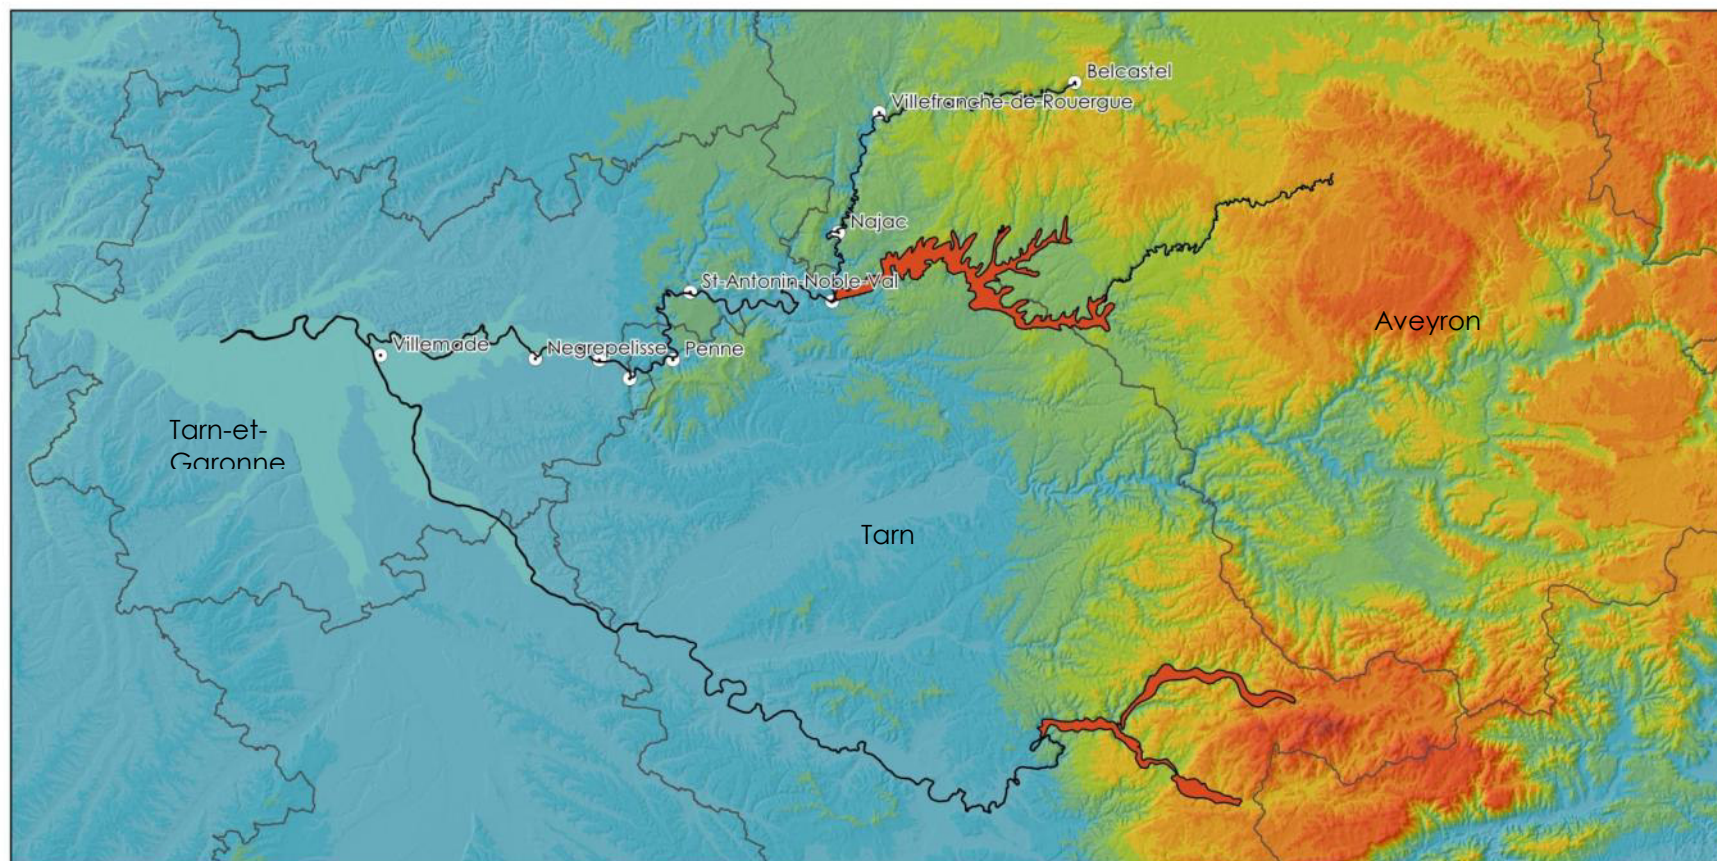 Belcastel
Villefranche-de-Rouergue
Najac
St-Antonin-Noble-Val
Aveyron
Villemade
Negrepelisse
Penne
Tarn-et-
Garonne
Tarn